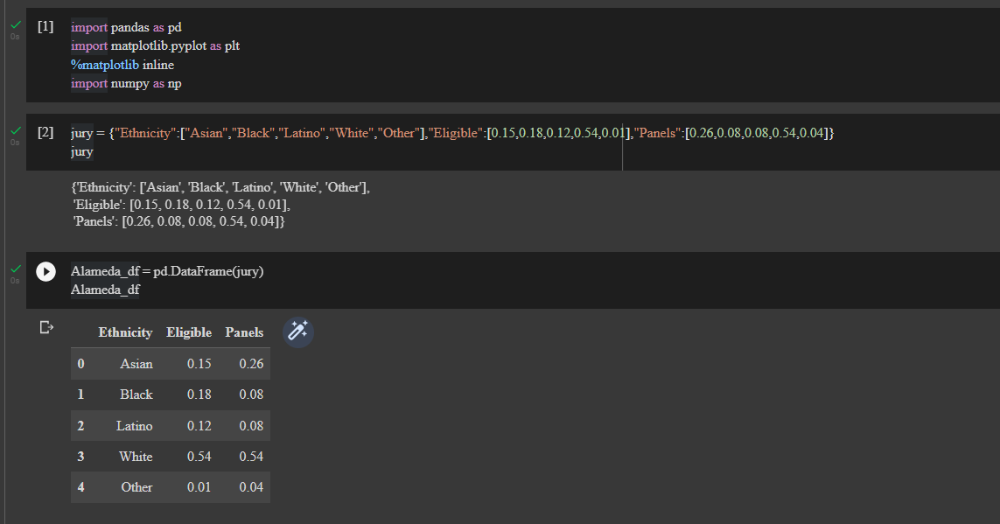 [1] import pandas as pd
import matplotlib.pyplot as plt
%matplotlib inline
import numpy as np
0s
[2] jury = {"Ethnicity":["Asian","Black","Latino","White","Other"],"Eligible":[0.15,0.18,0.12,0.54,0.01],"Panels":[0.26,0.08,0.08,0.54,0.04]}
jury
0s
{'Ethnicity': ['Asian', 'Black', 'Latino', 'White', 'Other'],
'Eligible': [0.15, 0.18, 0.12, 0.54, 0.01],
'Panels': [0.26, 0.08, 0.08, 0.54, 0.04]}
Alameda_df = pd.DataFrame(jury)
Alameda_df
0s
Ethnicity Eligible Panels
0 Asian 0.15 0.26
1 Black 0.18 0.08
2 Latino 0.12 0.08
3 White 0.54 0.54
4 Other 0.01 0.04